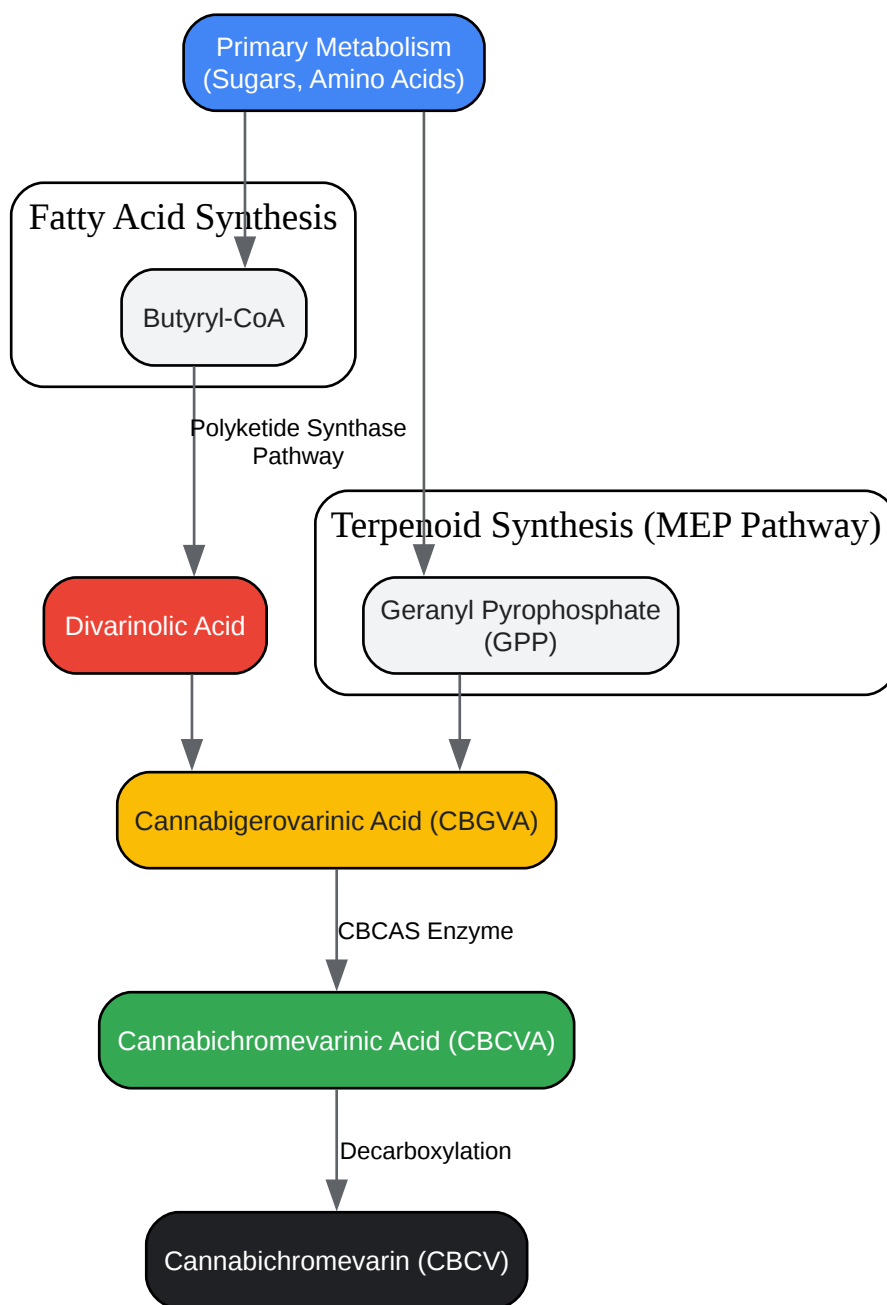 Primary Metabolism
(Sugars, Amino Acids)
Fatty Acid Synthesis
Butyryl-CoA
Polyketide Synthase
Pathway
Terpenoid Synthesis (MEP Pathway)
Divarinolic Acid
Geranyl Pyrophosphate
(GPP)
Cannabigerovarinic Acid (CBGVA)
CBCAS Enzyme
Cannabichromevarinic Acid (CBCVA)
Decarboxylation
Cannabichromevarin (CBCV)